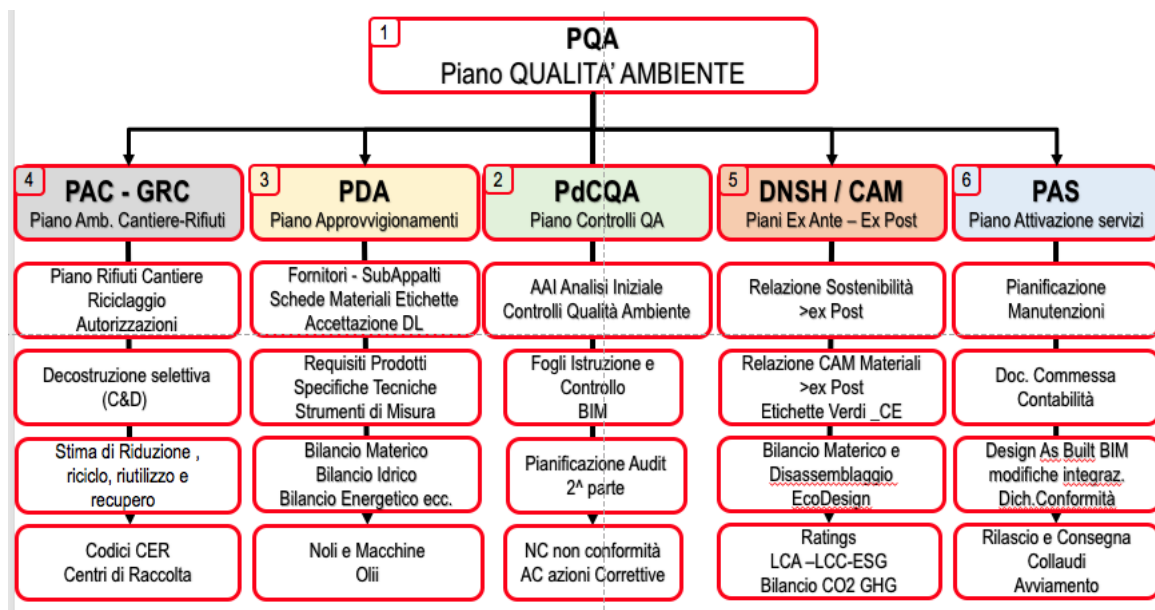 1
PQA
Piano QUALITA' AMBIENTE
4
PAC - GRC
Piano Amb. Cantiere-Rifiuti
Piano Rifiuti Cantiere
Riciclaggio
Autorizzazioni
Decostruzione selettiva
(C&D)
Stima di Riduzione ,
riciclo, riutilizzo e
recupero
Codici CER
Centri di Raccolta
3
PDA
Piano Approvvigionamenti
Fornitori - SubAppalti
Schede Materiali Etichette
Accettazione DL
Requisiti Prodotti
Specifiche Tecniche
Strumenti di Misura
Bilancio Materico
Bilancio Idrico
Bilancio Energetico ecc.
Noli e Macchine
Olii
2
PdCQA
Piano Controlli QA
AAI Analisi Iniziale
Controlli Qualità Ambiente
Fogli Istruzione e
Controllo
BIM
Pianificazione Audit
2^ parte
NC non conformità
AC azioni Correttive
5
DNSH / CAM
Piani Ex Ante – Ex Post
Relazione Sostenibilità
>ex Post
Relazione CAM Materiali
>ex Post
Etichette Verdi _CE
Bilancio Materico e
Disassemblaggio
EcoDesign
Ratings
LCA –LCC-ESG
Bilancio CO2 GHG
6
PAS
Piano Attivazione servizi
Pianificazione
Manutenzioni
Doc. Commessa
Contabilità
Design As Built BIM
modifiche integraz.
Dich.Conformità
Rilascio e Consegna
Collaudi
Avviamento